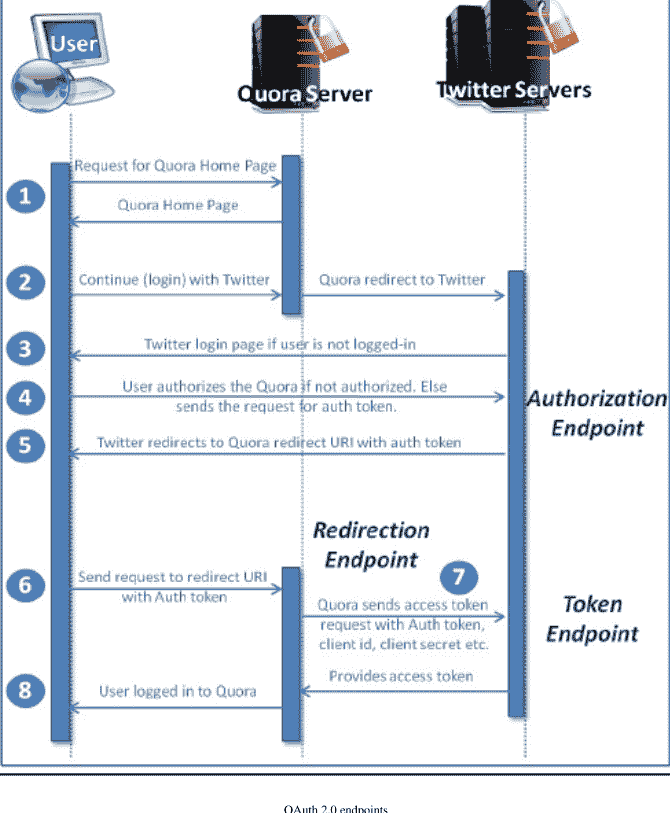 User
Quora Server
Twitter Servers
Request for Quora Home Page
1
Quora Home Page
2
Continue (login) with Twitter
Quora redirect to Twitter
3
Twitter login page if user is not logged-in
4
User authorizes the Quora if not authorized. Else
sends the request for auth token.
Authorization
Endpoint
5
Twitter redirects to Quora redirect URI with auth token
Redirection
Endpoint
6
Send request to redirect URI
with Auth token
7
Quora sends access token
request with Auth token,
client id, client secret etc.
Token
Endpoint
Provides access token
8
User logged in to Quora
OAuth 2.0 endpoints